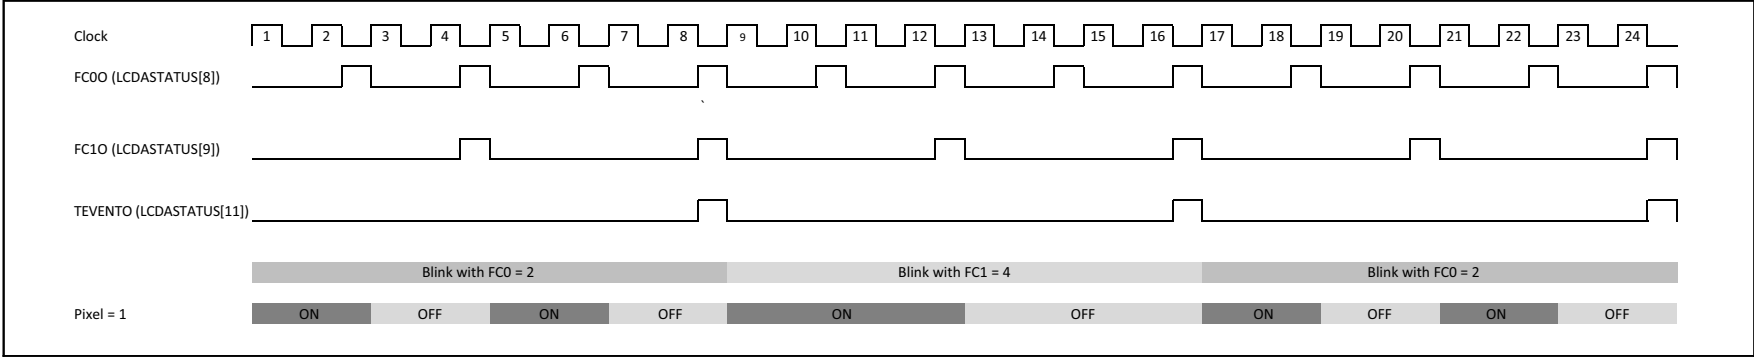 Clock 1 2 3 4 5 6 7 8 9 10 11 12 13 14 15 16 17 18 19 20 21 22 23 24
FC0O (LCDASTATUS[8])
`
FC1O (LCDASTATUS[9])
TEVENTO (LCDASTATUS[11])
Blink with FC0 = 2 Blink with FC1 = 4 Blink with FC0 = 2
Pixel = 1 ON OFF ON OFF ON OFF ON OFF ON OFF